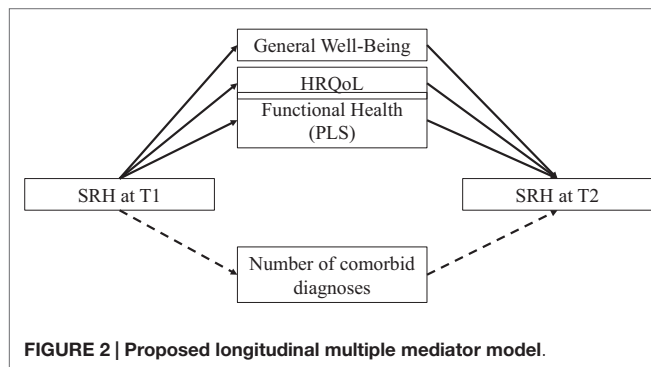 General Well-Being
HRQoL
Functional Health
(PLS)
SRH at T1
SRH at T2
Number of comorbid
diagnoses
FIGURE 2 | Proposed longitudinal multiple mediator model.